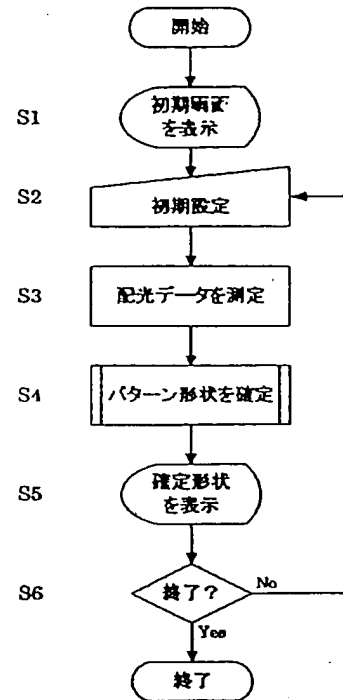 開始
S1
初期画面
を表示
S2
初期設定
S3
配光データを測定
S4
パターン形状を確定
S5
確定形状
を表示
S6
終了?
No
Yes
終了